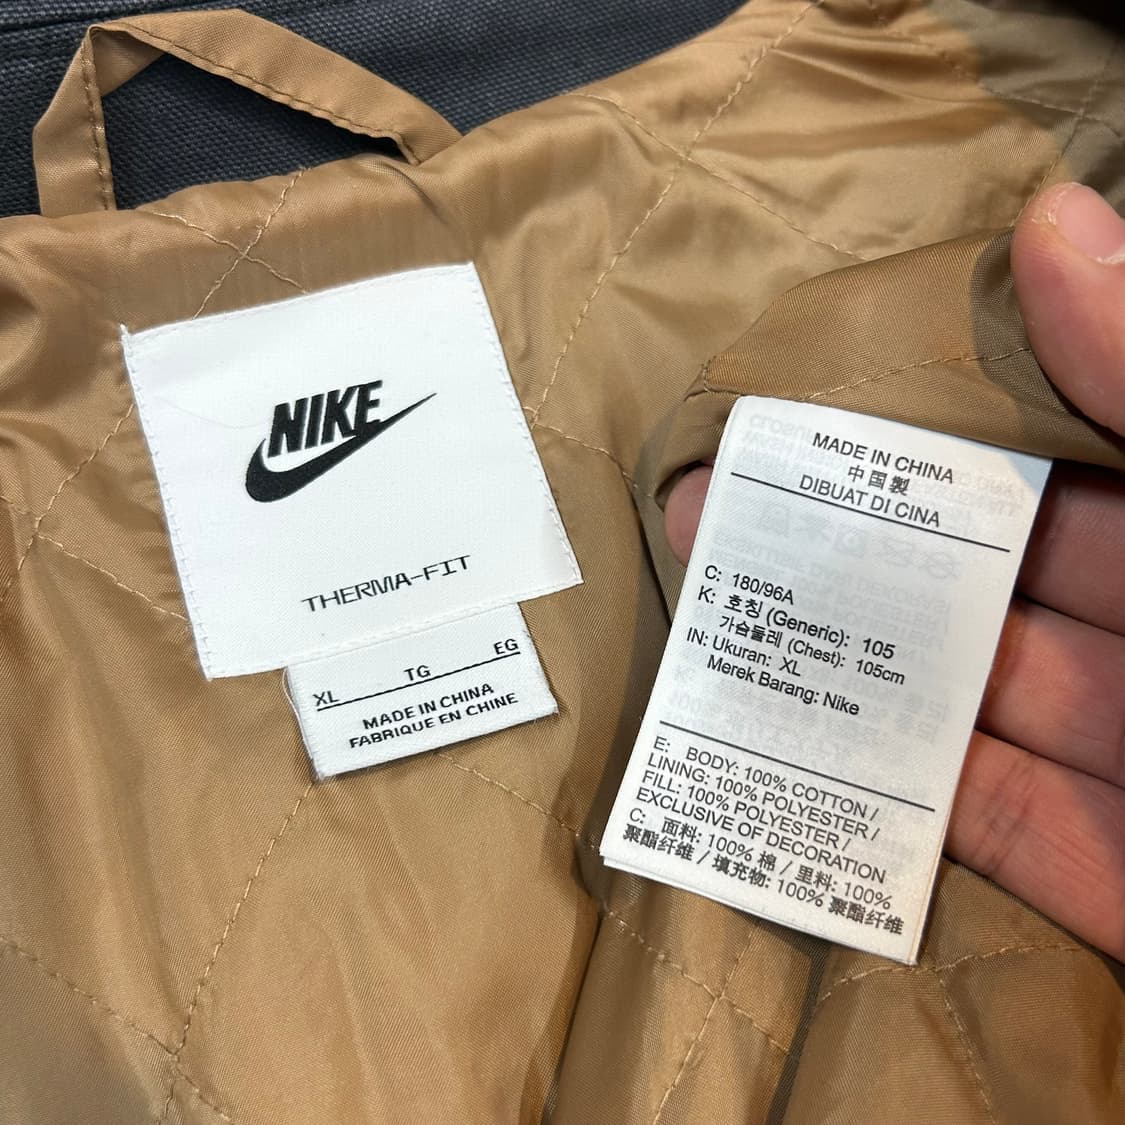 NIKE
THERMA-FIT
XL TG EG
MADE IN CHINA
FABRIQUE EN CHINE
MADE IN CHINA
中国製
DIBUAT DI CINA
C: 180/96A
K: 호칭 (Generic): 105
가슴둘레 (Chest): 105cm
IN: Ukuran: XL
Merek Barang: Nike
E: BODY: 100% COTTON /
LINING: 100% POLYESTER /
FILL: 100% POLYESTER /
EXCLUSIVE OF DECORATION
C: 面料: 100% 棉 / 里料: 100%
聚酯纤维 / 填充物: 100% 聚酯纤维